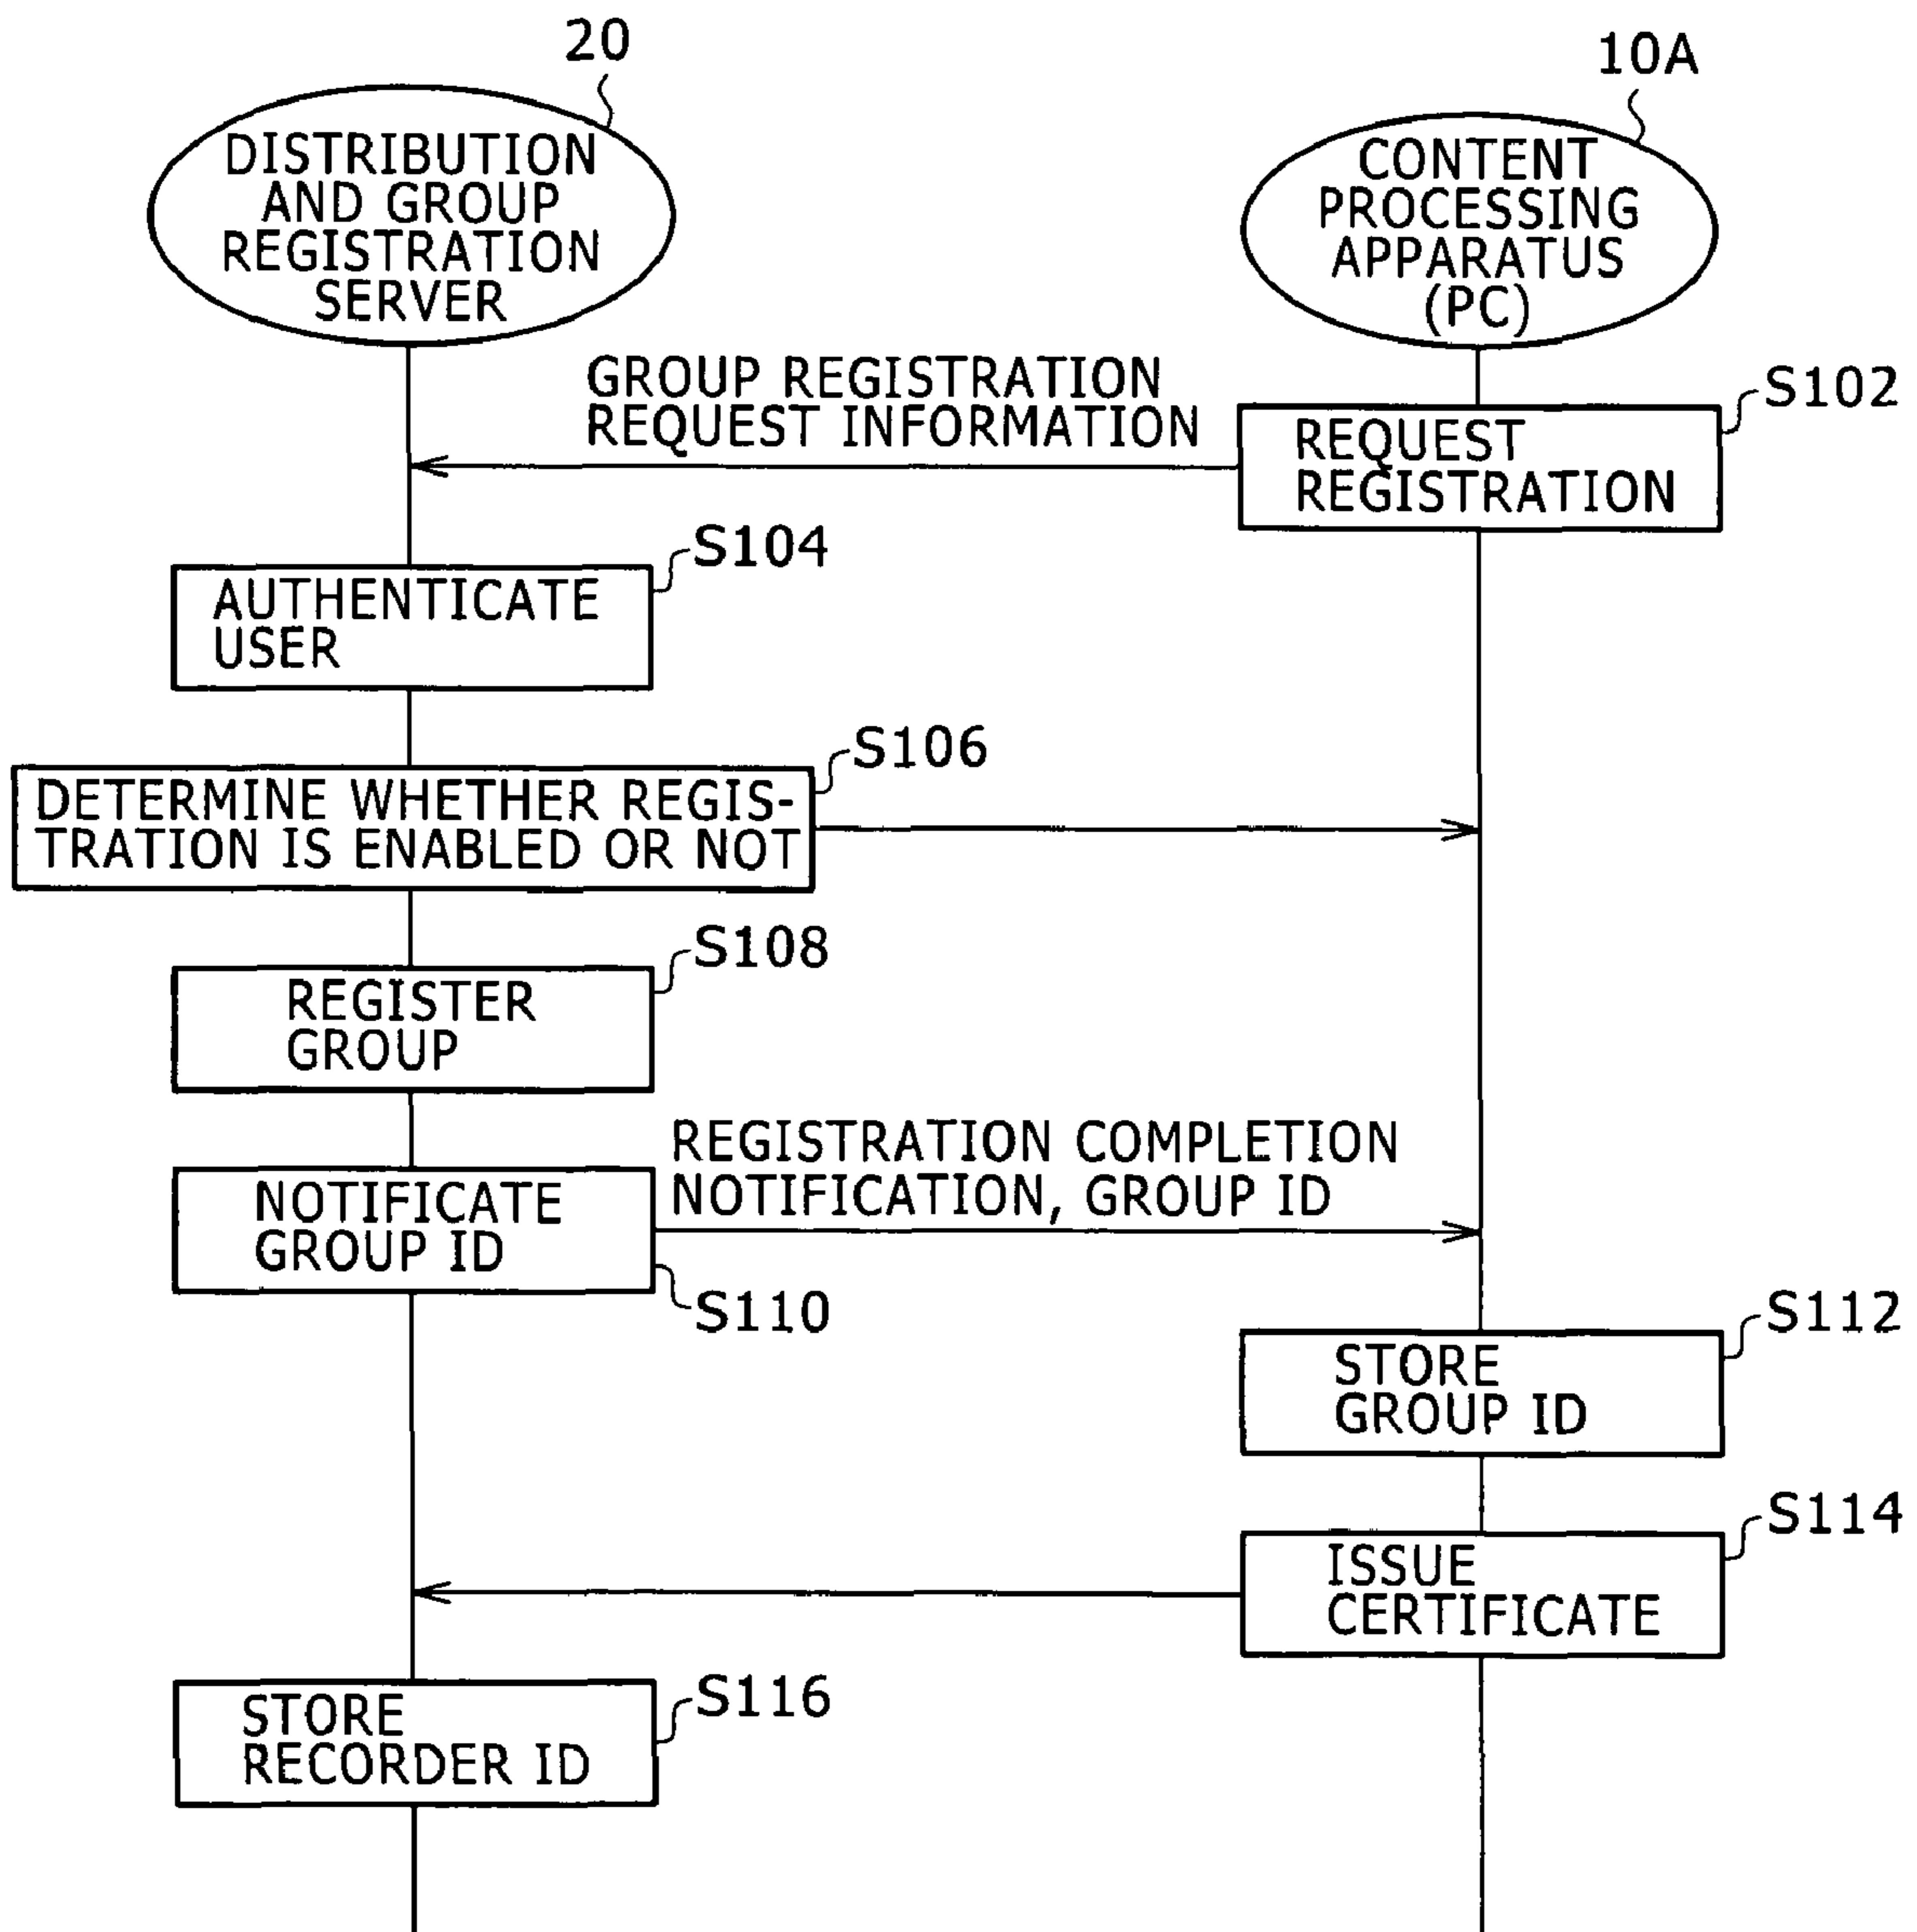 20
10A
DISTRIBUTION
AND GROUP
REGISTRATION
SERVER
CONTENT
PROCESSING
APPARATUS
(PC)
GROUP REGISTRATION
REQUEST INFORMATION
S102
REQUEST
REGISTRATION
S104
AUTHENTICATE
USER
S106
DETERMINE WHETHER REGIS-
TRATION IS ENABLED OR NOT
S108
REGISTER
GROUP
REGISTRATION COMPLETION
NOTIFICATION, GROUP ID
NOTIFICATE
GROUP ID
S110
S112
STORE
GROUP ID
S114
ISSUE
CERTIFICATE
S116
STORE
RECORDER ID